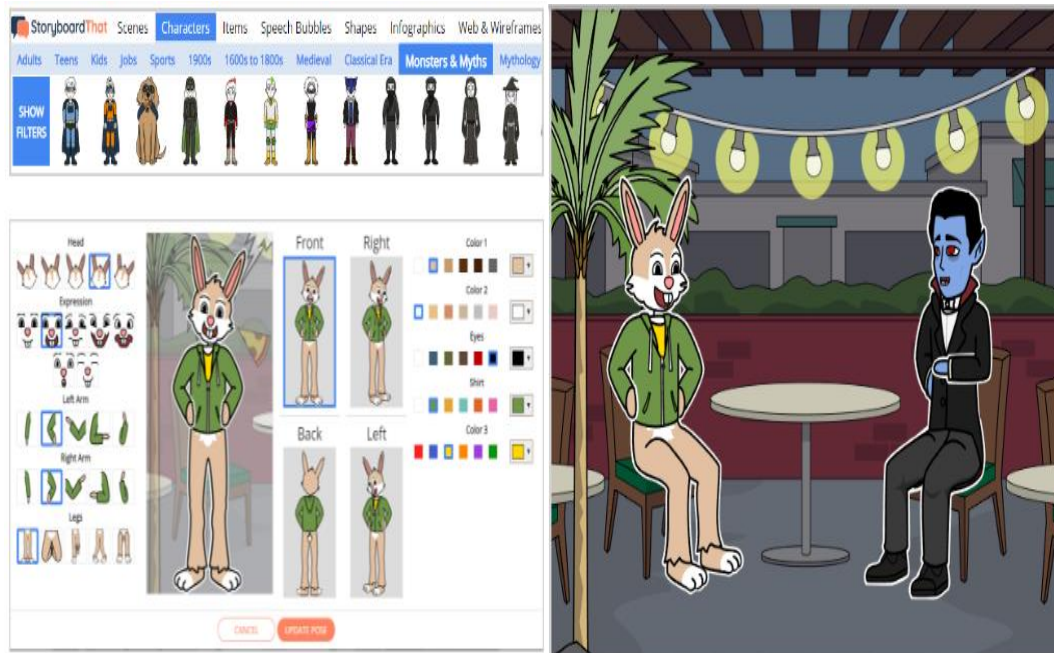 StoryboardThat Scenes Characters Items Speech Bubbles Shapes Infographics Web & Wireframes
Adults Teens Kids Jobs Sports 1900s 1600s to 1800s Medieval Classical Era Monsters & Myths Mythology
SHOW
FILTERS
Head
Expression
Left Arm
Right Arm
Legs
Front Right
Back Left
Color 1
Color 2
Eyes
Shirt
Color 3
CANCEL UPDATE POSE